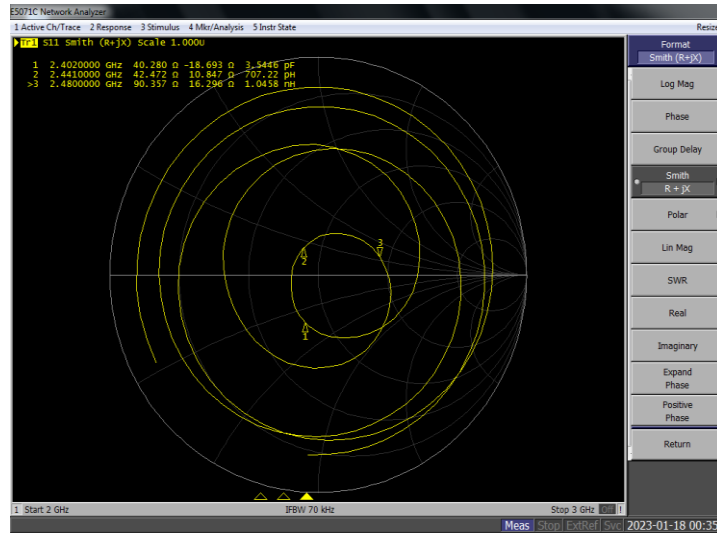 E5071C Network Analyzer
1 Active Ch/Trace 2 Response 3 Stimulus 4 Mkr/Analysis 5 Instr State
Resize
Tr1 S11 Smith (R+jX) Scale 1.000U
1 2.4020000 GHz 40.280 Ω -18.693 Ω 3.5446 pF
2 2.4410000 GHz 42.472 Ω 10.847 Ω 707.22 pH
>3 2.4800000 GHz 90.357 Ω 16.296 Ω 1.0458 nH
3
2
1
Format
Smith (R+jX)
Log Mag
Phase
Group Delay
Smith
R + jX
Polar
Lin Mag
SWR
Real
Imaginary
Expand
Phase
Positive
Phase
Return
1 Start 2 GHz IFBW 70 kHz Stop 3 GHz Off !
Meas Stop ExtRef Svc 2023-01-18 00:35